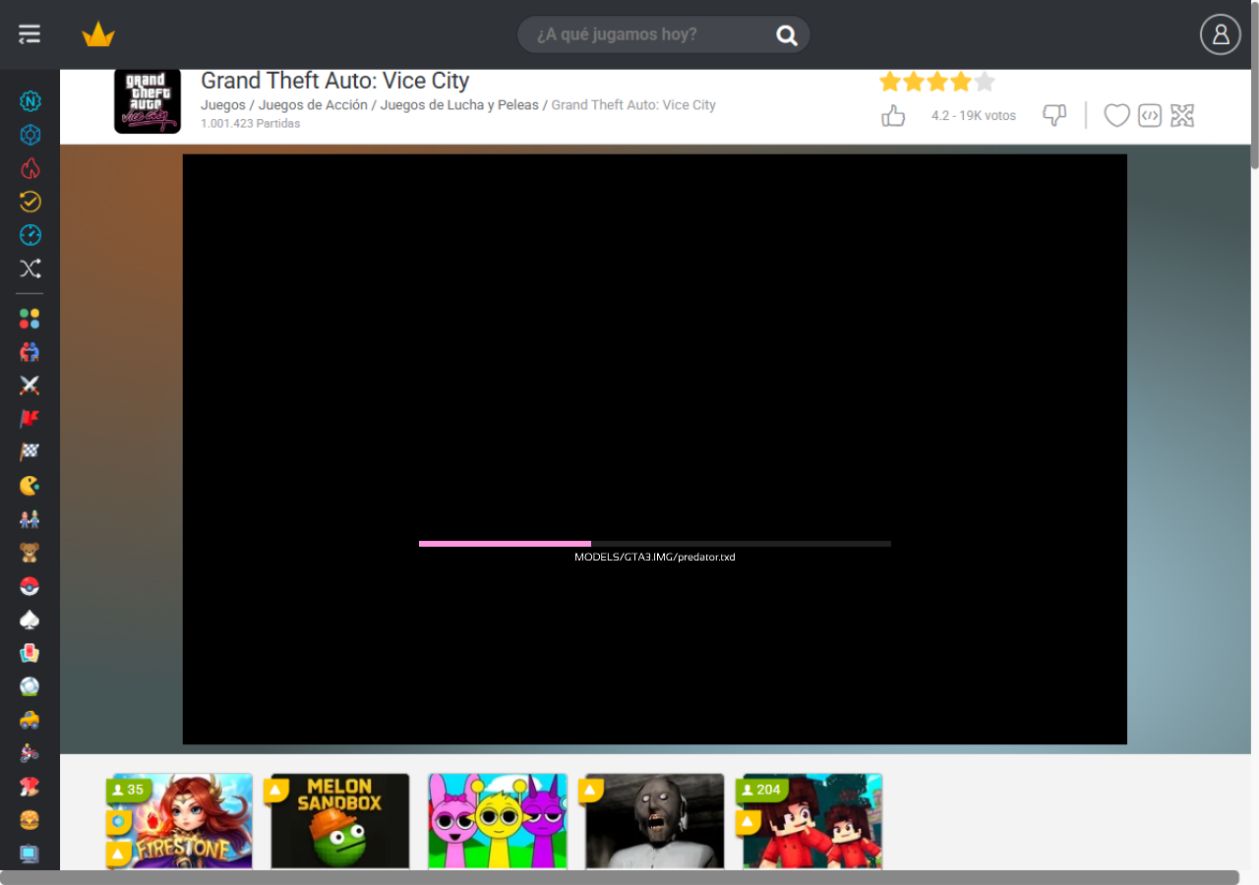 ¿A qué jugamos hoy?
grand
theft
auto
Vice City
Grand Theft Auto: Vice City
Juegos / Juegos de Acción / Juegos de Lucha y Peleas / Grand Theft Auto: Vice City
1.001.423 Partidas
4.2 - 19K votos
N
MODELS/GTA3.IMG/predator.txd
35
FIRESTONE
MELON
SANDBOX
204